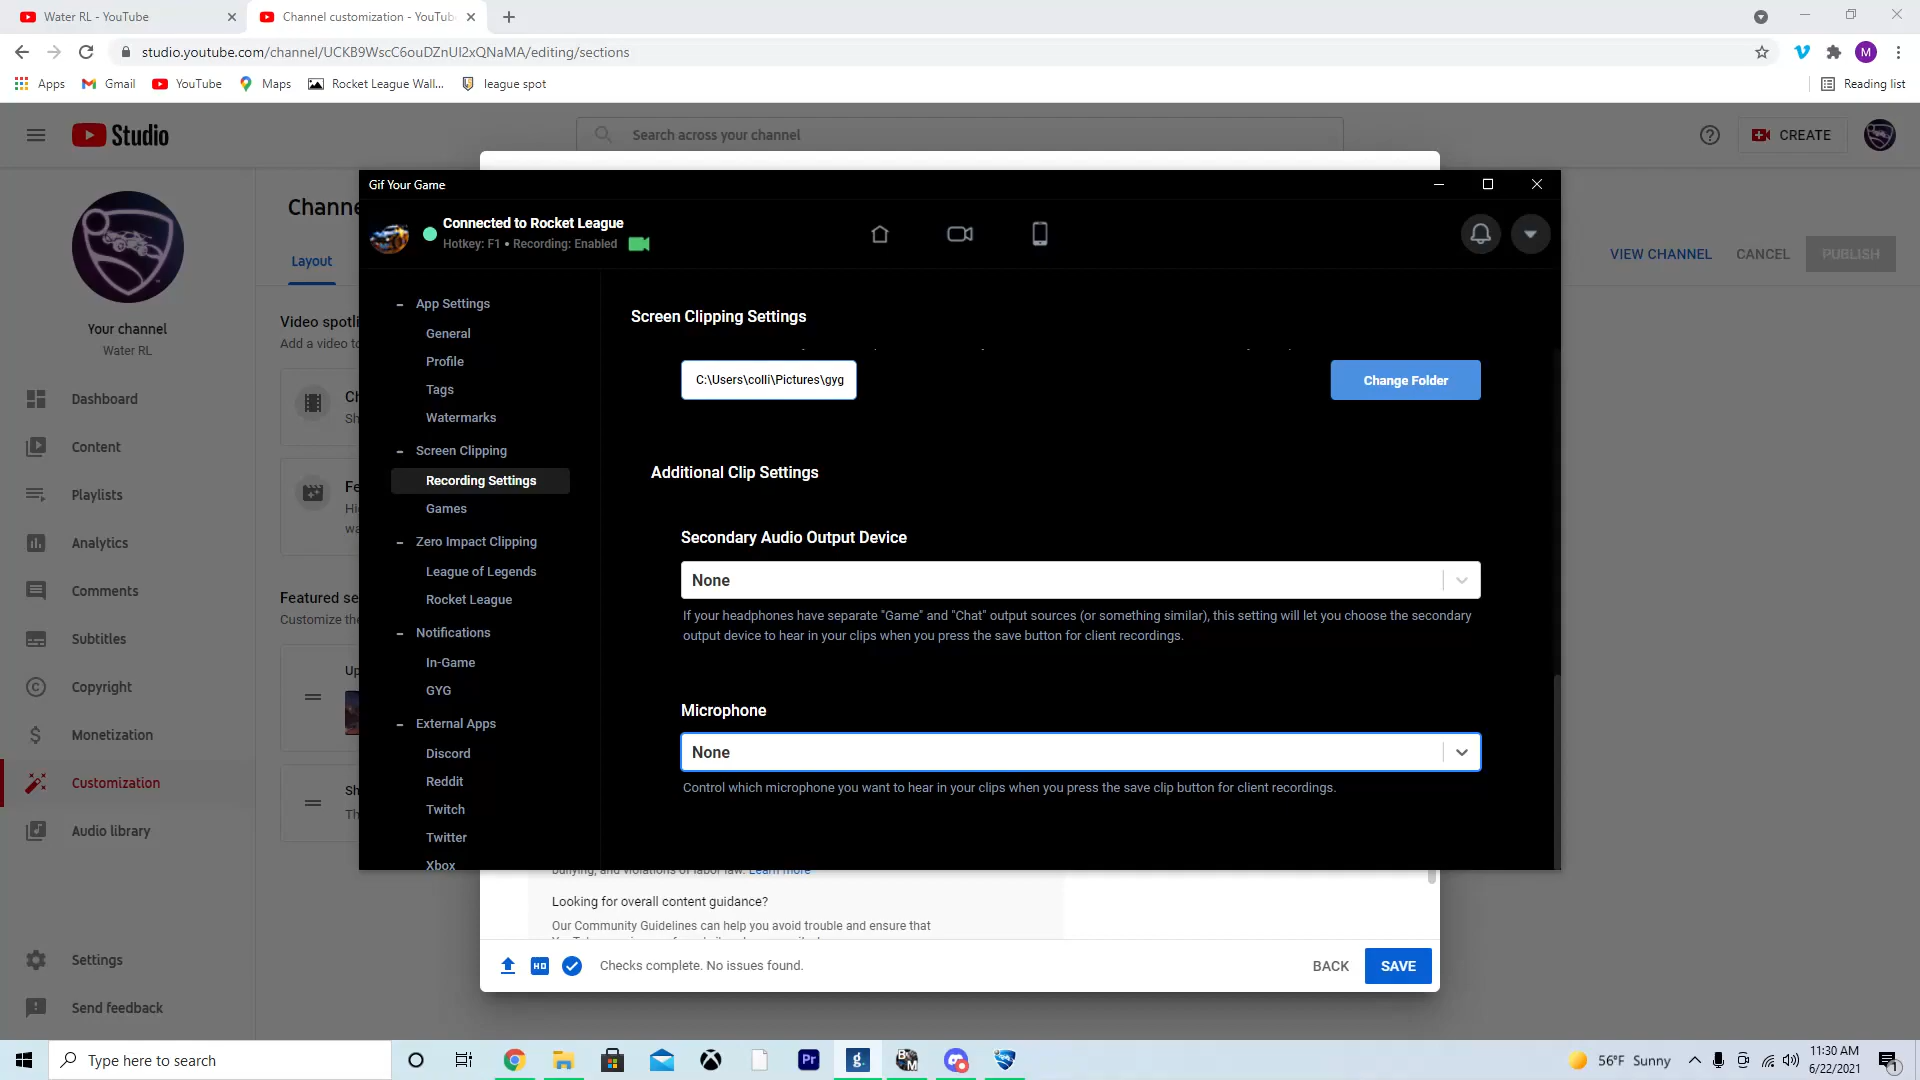 Water RL - YouTube
Channel customization - YouTub
studio.youtube.com/channel/UCKB9WscC6ouDZnUI2xQNaMA/editing/sections
M
Apps
Gmail
YouTube
Maps
Rocket League Wall...
league spot
Reading list
Studio
Search across your channel
CREATE
Gif Your Game
Connected to Rocket League
Hotkey: F1 • Recording: Enabled
Channe
Layout
VIEW CHANNEL
CANCEL
PUBLISH
Your channel
Water RL
Video spotli
Add a video to
Ch
Sh
Fe
Hi
wa
Featured se
Customize the
Up
Sh
Th
Dashboard
Content
Playlists
Analytics
Comments
Subtitles
Copyright
Monetization
Customization
Audio library
Settings
Send feedback
App Settings
General
Profile
Tags
Watermarks
Screen Clipping
Recording Settings
Games
Zero Impact Clipping
League of Legends
Rocket League
Notifications
In-Game
GYG
External Apps
Discord
Reddit
Twitch
Twitter
Xbox
Screen Clipping Settings
C:\Users\colli\Pictures\gyg
Change Folder
Additional Clip Settings
Secondary Audio Output Device
None
If your headphones have separate "Game" and "Chat" output sources (or something similar), this setting will let you choose the secondary
output device to hear in your clips when you press the save button for client recordings.
Microphone
None
Control which microphone you want to hear in your clips when you press the save clip button for client recordings.
bullying, and violations of labor law. Learn more
Looking for overall content guidance?
Our Community Guidelines can help you avoid trouble and ensure that
HD
Checks complete. No issues found.
BACK
SAVE
Type here to search
Pr
g.
56°F Sunny
11:30 AM
6/22/2021
1